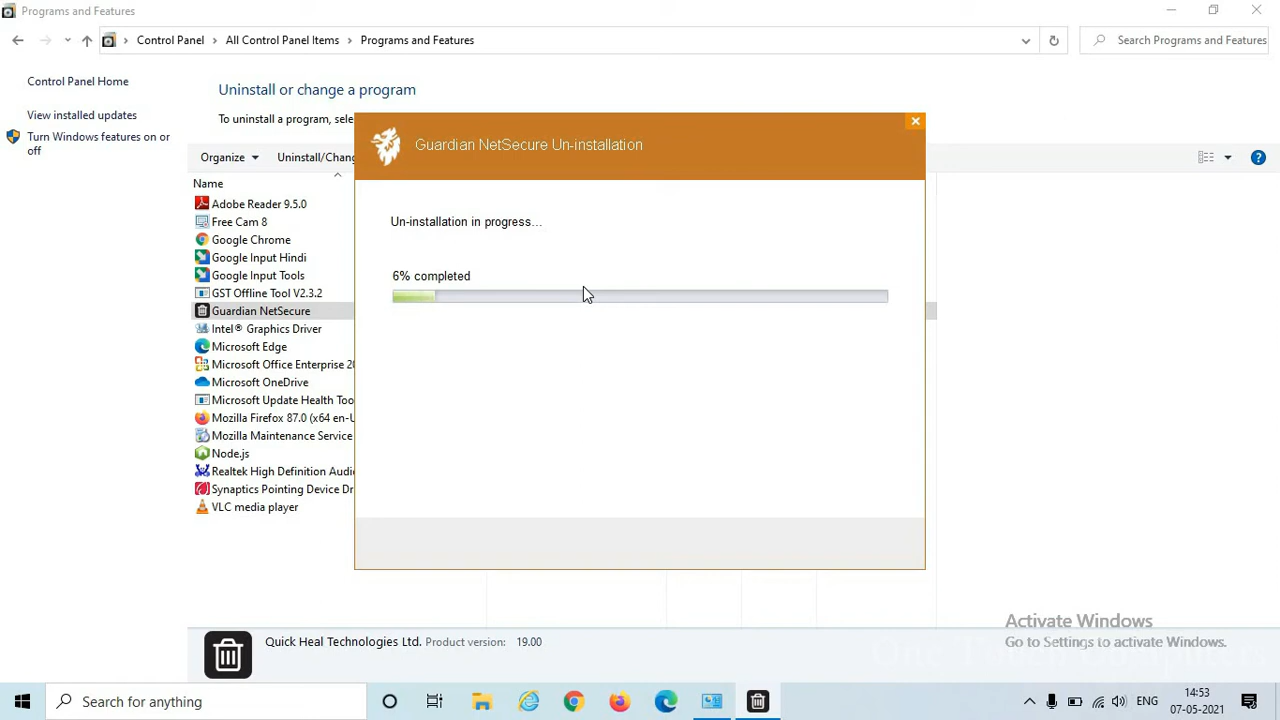 Programs and Features
Control Panel All Control Panel Items Programs and Features
Search Programs and Features
Control Panel Home
View installed updates
Turn Windows features on or
off
Uninstall or change a program
To uninstall a program, sele
Organize Uninstall/Chang
Name
Adobe Reader 9.5.0
Free Cam 8
Google Chrome
Google Input Hindi
Google Input Tools
GST Offline Tool V2.3.2
Guardian NetSecure
Intel® Graphics Driver
Microsoft Edge
Microsoft Office Enterprise 20
Microsoft OneDrive
Microsoft Update Health Too
Mozilla Firefox 87.0 (x64 en-U
Mozilla Maintenance Service
Node.js
Realtek High Definition Audio
Synaptics Pointing Device Dr
VLC media player
Guardian NetSecure Un-installation
Un-installation in progress...
6% completed
Quick Heal Technologies Ltd. Product version: 19.00
Activate Windows
Go to Settings to activate Windows.
One Touch Computer
Search for anything
ENG
14:53
07-05-2021